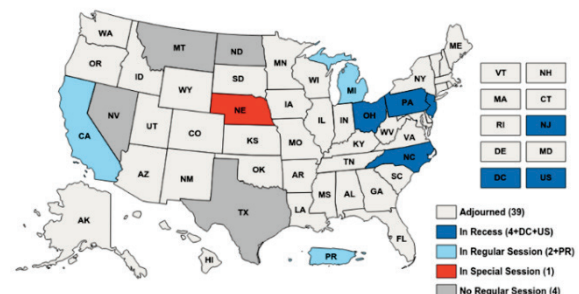 WA
OR
CA
NV
ID
MT
WY
UT
AZ
CO
NM
ND
SD
NE
KS
OK
TX
MN
IA
MO
AR
LA
WI
IL
MI
IN
OH
KY
TN
MS
AL
GA
FL
SC
NC
VA
WV
PA
NY
ME
AK
HI
PR
VT NH
MA CT
RI NJ
DE MD
DC US
Adjourned (39)
In Recess (4+DC+US)
In Regular Session (2+PR)
In Special Session (1)
No Regular Session (4)